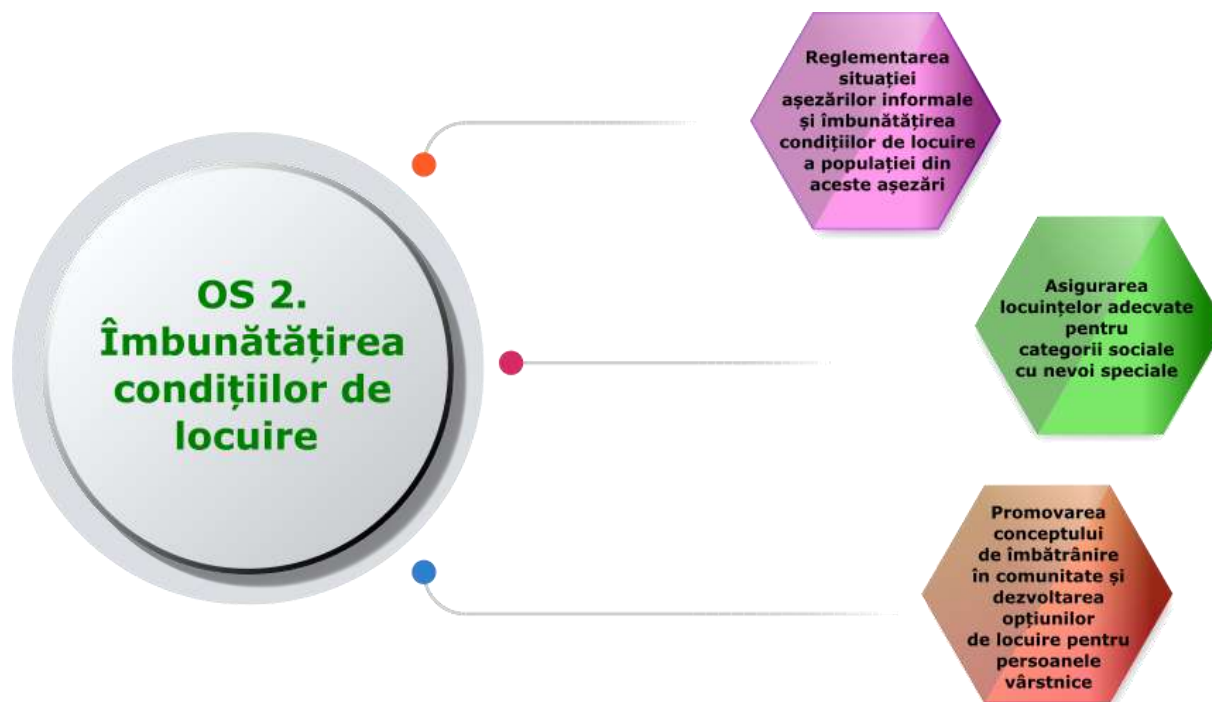 OS 2.
Îmbunătățirea
condițiilor de
locuire
Reglementarea
situației
așezărilor informale
și îmbunătățirea
condițiilor de locuire
a populației din
aceste așezări
Asigurarea
locuințelor adecvate
pentru
categorii sociale
cu nevoi speciale
Promovarea
conceptului
de îmbătrânire
în comunitate și
dezvoltarea
opțiunilor
de locuire pentru
persoanele
vârstnice